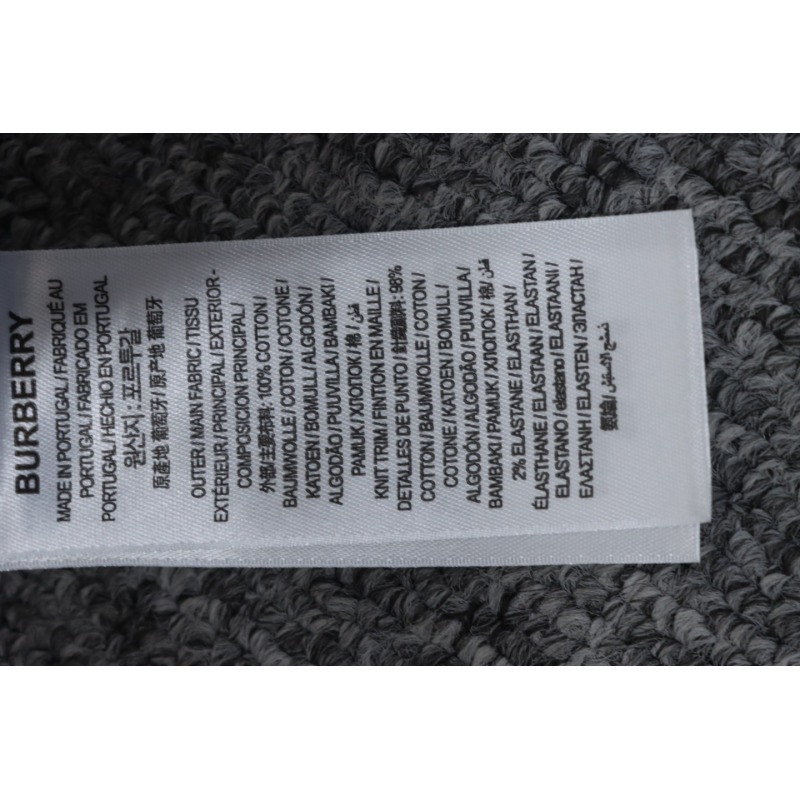 BURBERRY
MADE IN PORTUGAL / FABRIQUÉ AU
PORTUGAL / FABRICADO EM
PORTUGAL / HECHO EN PORTUGAL
원산지 : 포르투갈
原産地 葡萄牙 / 原产地 葡萄牙
OUTER / MAIN FABRIC / TISSU
EXTÉRIEUR / PRINCIPAL / EXTERIOR -
COMPOSICION PRINCIPAL /
外部/主要布料: 100% COTTON /
BAUMWOLLE / COTON / COTONE /
KATOEN / BOMULL / ALGODÓN /
ALGODÃO / PUUVILLA / BAMBAKI /
PAMUK / ХЛОПОК / 棉 / قطن
KNIT TRIM / FINITION EN MAILLE /
DETALLES DE PUNTO / 針織 : 98%
COTTON / BAUMWOLLE / COTON /
COTONE / KATOEN / BOMULL /
ALGODÓN / ALGODÃO / PUUVILLA /
BAMBAKI / PAMUK / ХЛОПОК / 棉 / قطن
2% ELASTANE / ELASTHAN /
ÉLASTHANE / ELASTAAN / ELASTAN /
ELASTANO / elastano / ELASTAANI /
ΕΛΑΣΤΑΝΗ / ELASTEN / ЭЛАСТАН /